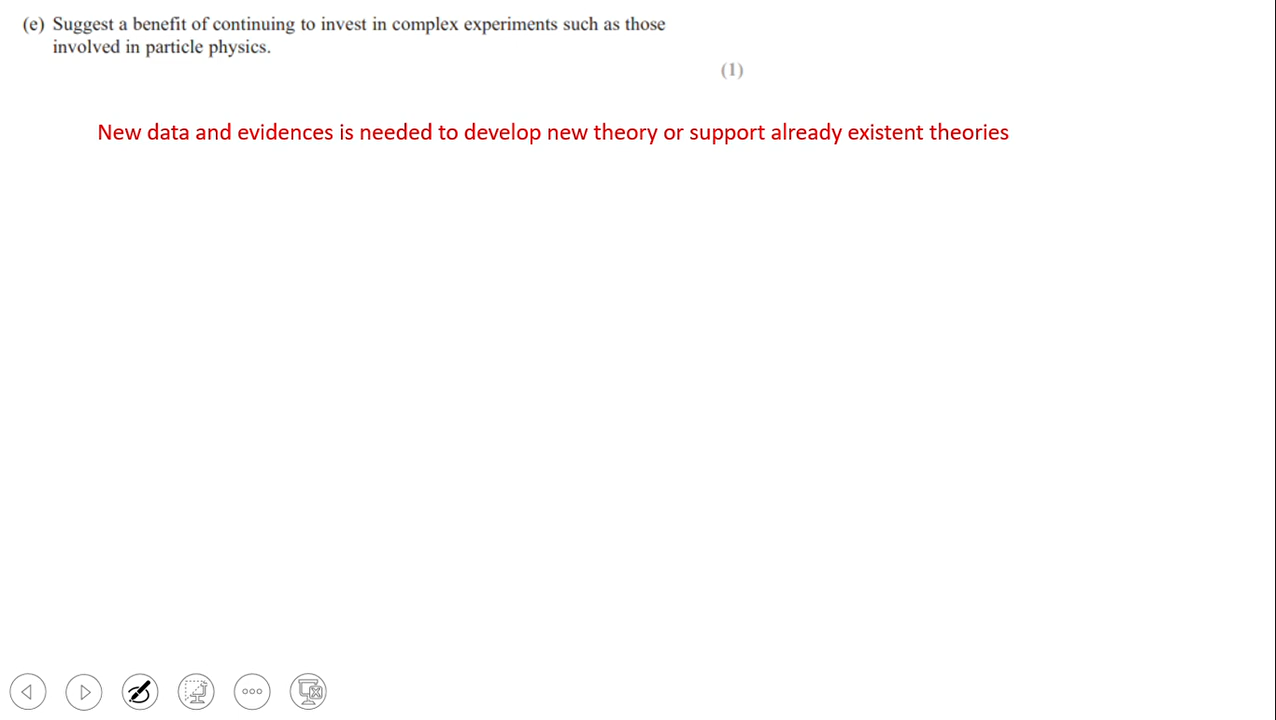 (e) Suggest a benefit of continuing to invest in complex experiments such as those
involved in particle physics.
(1)
New data and evidences is needed to develop new theory or support already existent theories